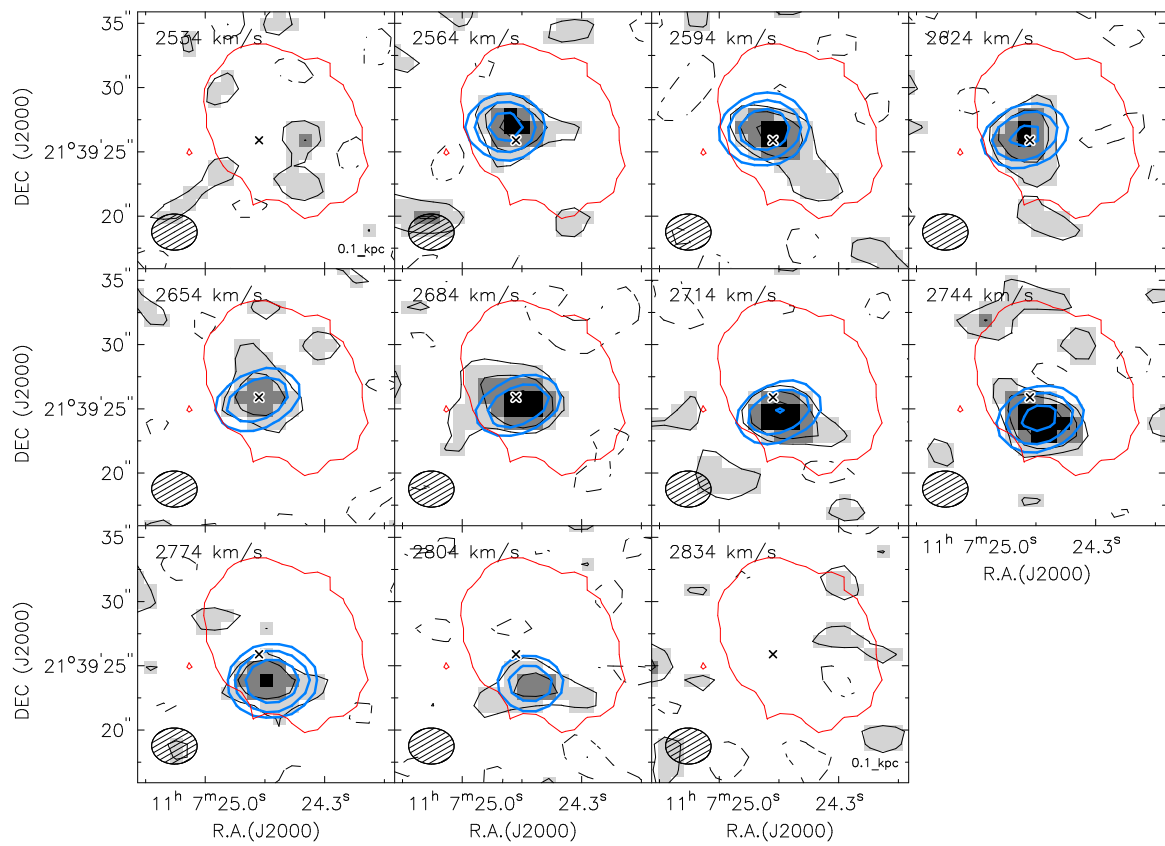 35"
2534 km/s
2564 km/s
2594 km/s
2624 km/s
30"
DEC (J2000)
21°39'25"
20"
0.1_kpc
35"
2654 km/s
2684 km/s
2714 km/s
2744 km/s
30"
DEC (J2000)
21°39'25"
20"
35"
2774 km/s
2804 km/s
2834 km/s
11ʰ 7ᵐ25.0ˢ 24.3ˢ
R.A.(J2000)
30"
DEC (J2000)
21°39'25"
20"
0.1_kpc
11ʰ 7ᵐ25.0ˢ 24.3ˢ
11ʰ 7ᵐ25.0ˢ 24.3ˢ
11ʰ 7ᵐ25.0ˢ 24.3ˢ
R.A.(J2000)
R.A.(J2000)
R.A.(J2000)